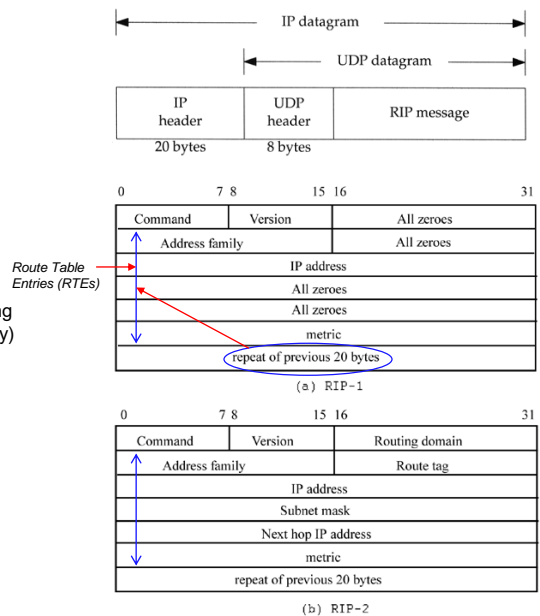 IP datagram
UDP datagram
IP header
UDP header
RIP message
20 bytes
8 bytes
0 7 8 15 16 31
Command Version All zeroes
Address family All zeroes
Route Table
Entries (RTEs)
IP address
All zeroes
ng
All zeroes
y)
metric
repeat of previous 20 bytes
(a) RIP-1
0 7 8 15 16 31
Command Version Routing domain
Address family Route tag
IP address
Subnet mask
Next hop IP address
metric
repeat of previous 20 bytes
(b) RIP-2